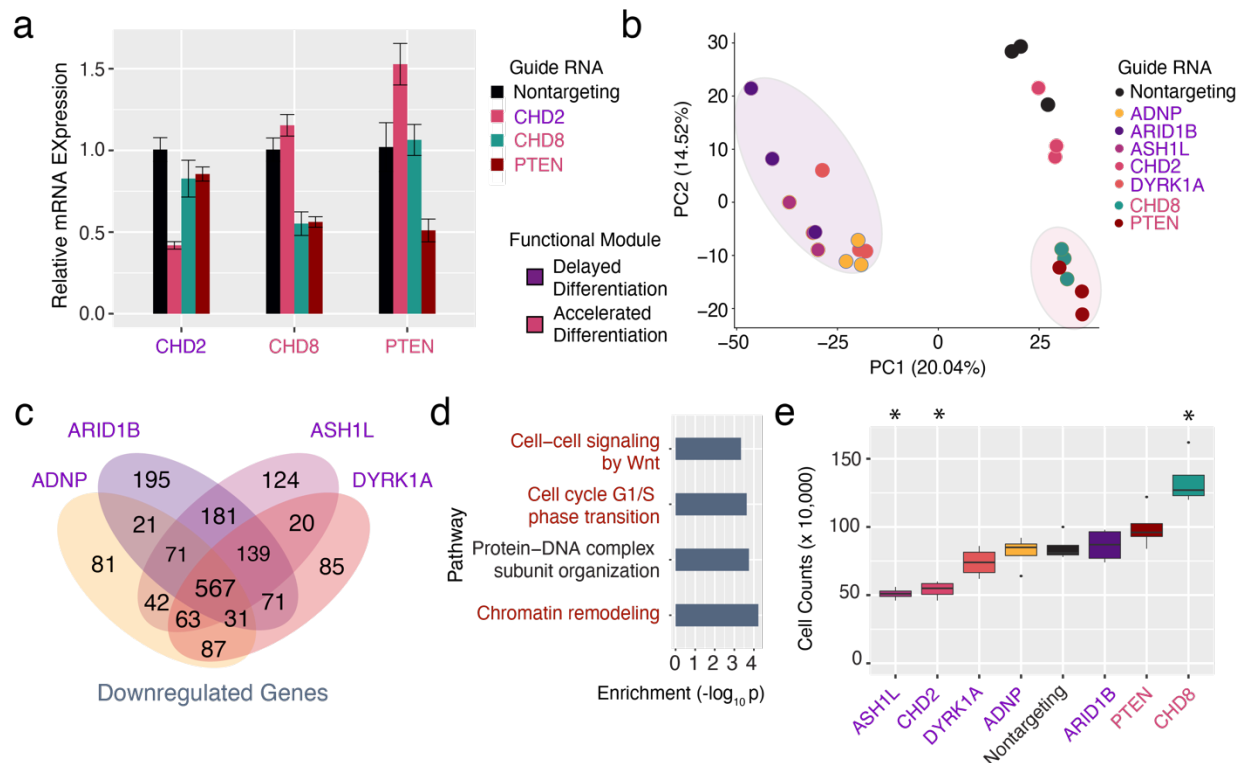 a
Relative mRNA Expression
1.5
1.0
0.5
0.0
CHD2
CHD8
PTEN
Guide RNA
Nontargeting
CHD2
CHD8
PTEN
Functional Module
Delayed
Differentiation
Accelerated
Differentiation
b
PC2 (14.52%)
30
20
10
0
−10
−20
−50
−25
0
25
PC1 (20.04%)
Guide RNA
Nontargeting
ADNP
ARID1B
ASH1L
CHD2
DYRK1A
CHD8
PTEN
c
ARID1B
ASH1L
ADNP
DYRK1A
195
124
21
181
20
81
71
139
85
567
42
71
63
31
87
Downregulated Genes
d
Pathway
Cell−cell signaling
by Wnt
Cell cycle G1/S
phase transition
Protein−DNA complex
subunit organization
Chromatin remodeling
0 1 2 3 4
Enrichment (-log10 p)
e
* * *
Cell Counts (x 10,000)
150
100
50
0
ASH1L
CHD2
DYRK1A
ADNP
Nontargeting
ARID1B
PTEN
CHD8